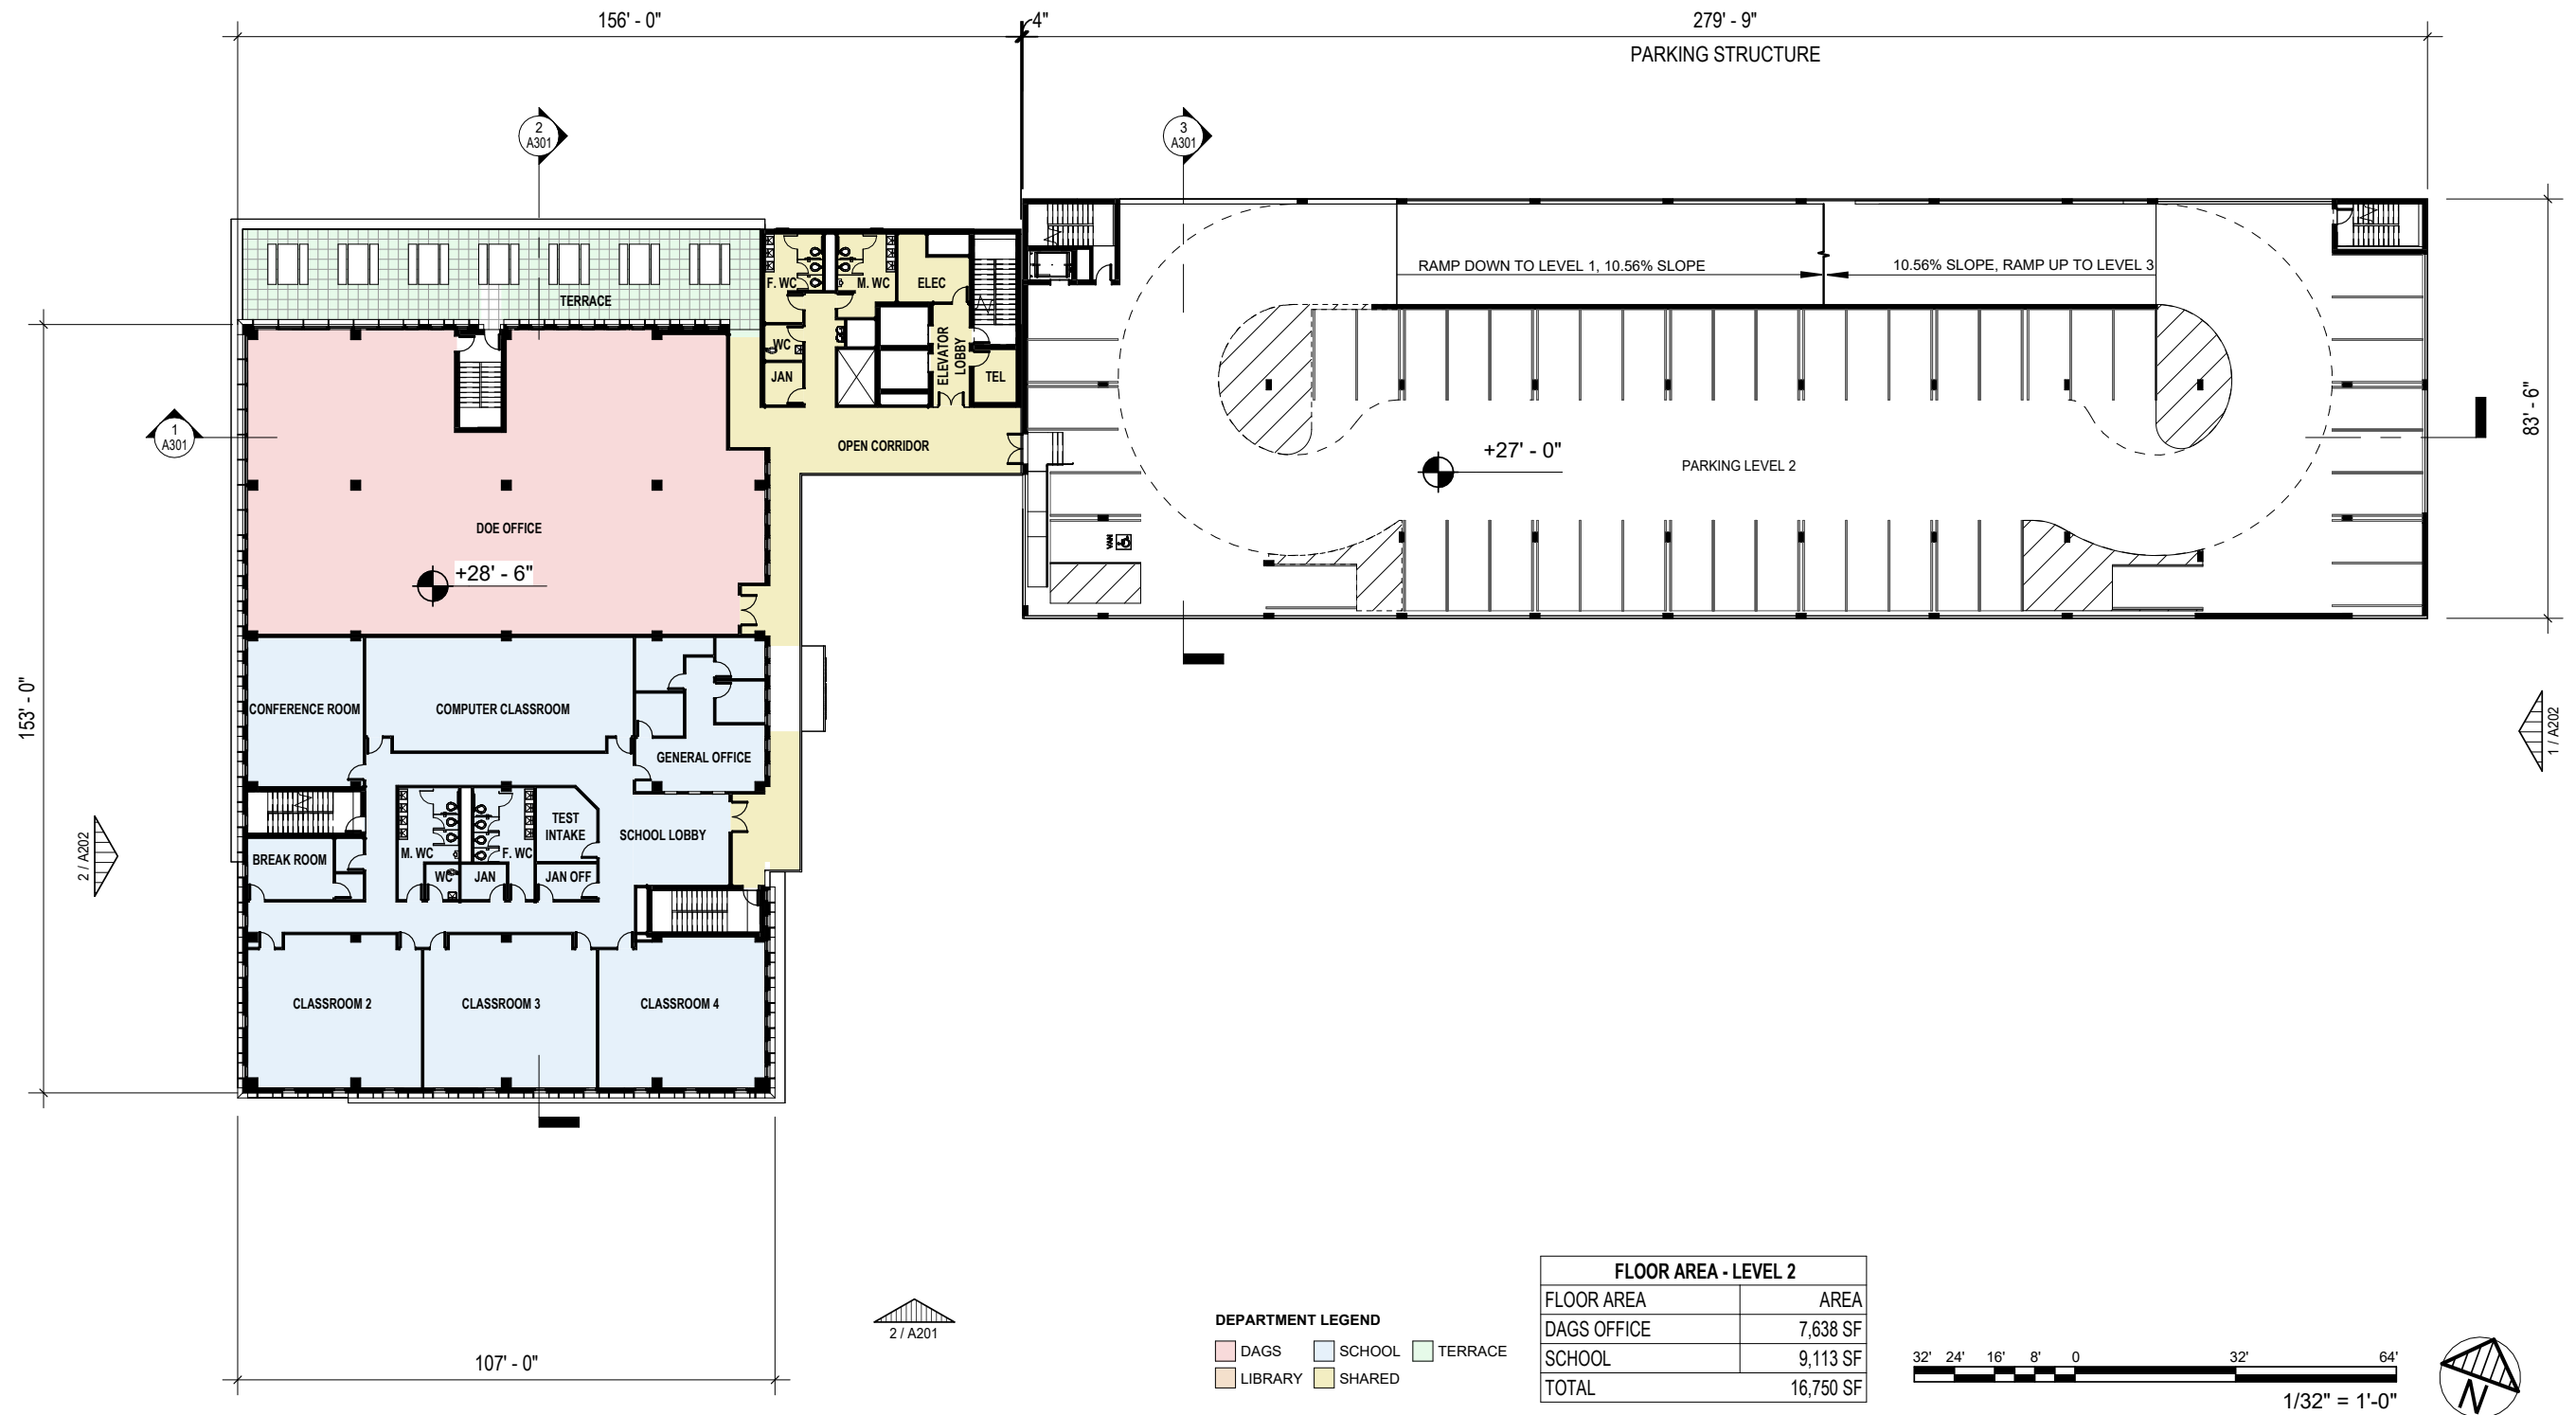 156' - 0"
4"
279' - 9"
PARKING STRUCTURE
2
A301
3
A301
RAMP DOWN TO LEVEL 1, 10.56% SLOPE
10.56% SLOPE, RAMP UP TO LEVEL 3
F. WC
M. WC
ELEC
TERRACE
WC
JAN
ELEVATOR
LOBBY
TEL
1
A301
OPEN CORRIDOR
83' - 6"
+27' - 0"
PARKING LEVEL 2
DOE OFFICE
VAN
+28' - 6"
153' - 0"
CONFERENCE ROOM
COMPUTER CLASSROOM
GENERAL OFFICE
1 / A202
2 / A202
TEST
INTAKE
SCHOOL LOBBY
BREAK ROOM
M. WC
F. WC
WC
JAN
JAN OFF
CLASSROOM 2
CLASSROOM 3
CLASSROOM 4
2 / A201
107' - 0"
DEPARTMENT LEGEND
DAGS
SCHOOL
TERRACE
LIBRARY
SHARED
FLOOR AREA - LEVEL 2
FLOOR AREA AREA
DAGS OFFICE 7,638 SF
SCHOOL 9,113 SF
TOTAL 16,750 SF
32' 24' 16' 8' 0 32' 64'
1/32" = 1'-0"
N